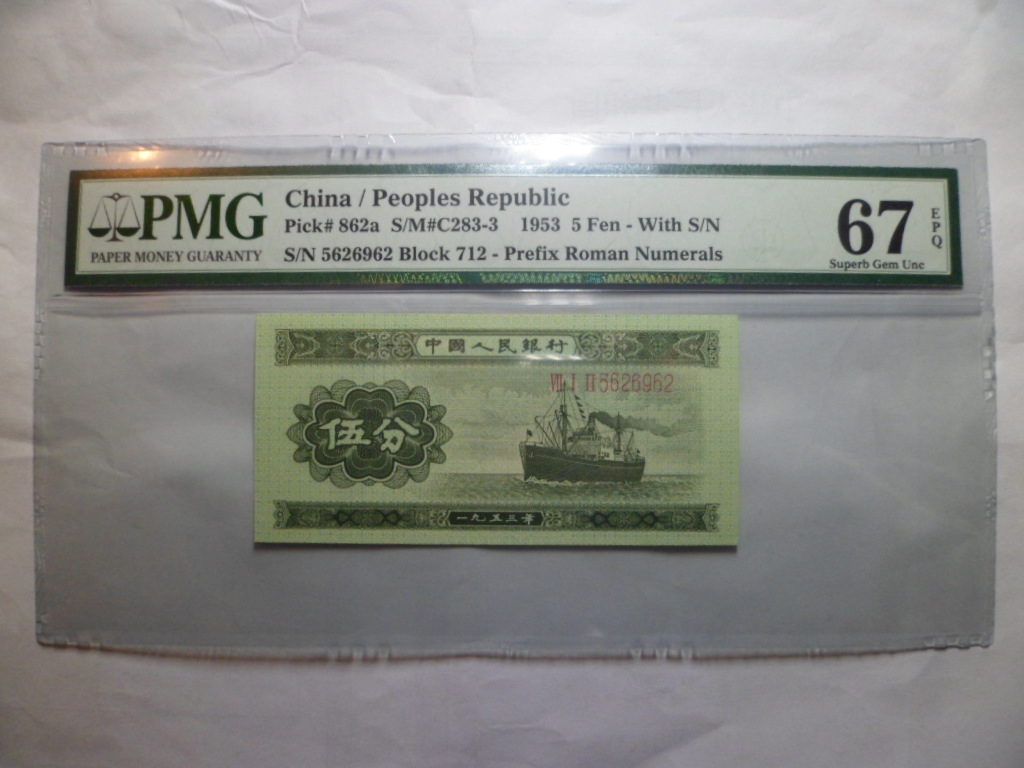 PMG
PAPER MONEY GUARANTY
China / Peoples Republic
Pick# 862a S/M#C283-3 1953 5 Fen - With S/N
S/N 5626962 Block 712 - Prefix Roman Numerals
67
EPQ
Superb Gem Unc
中國人民銀行
VII I II 5626962
伍分
一九五三年